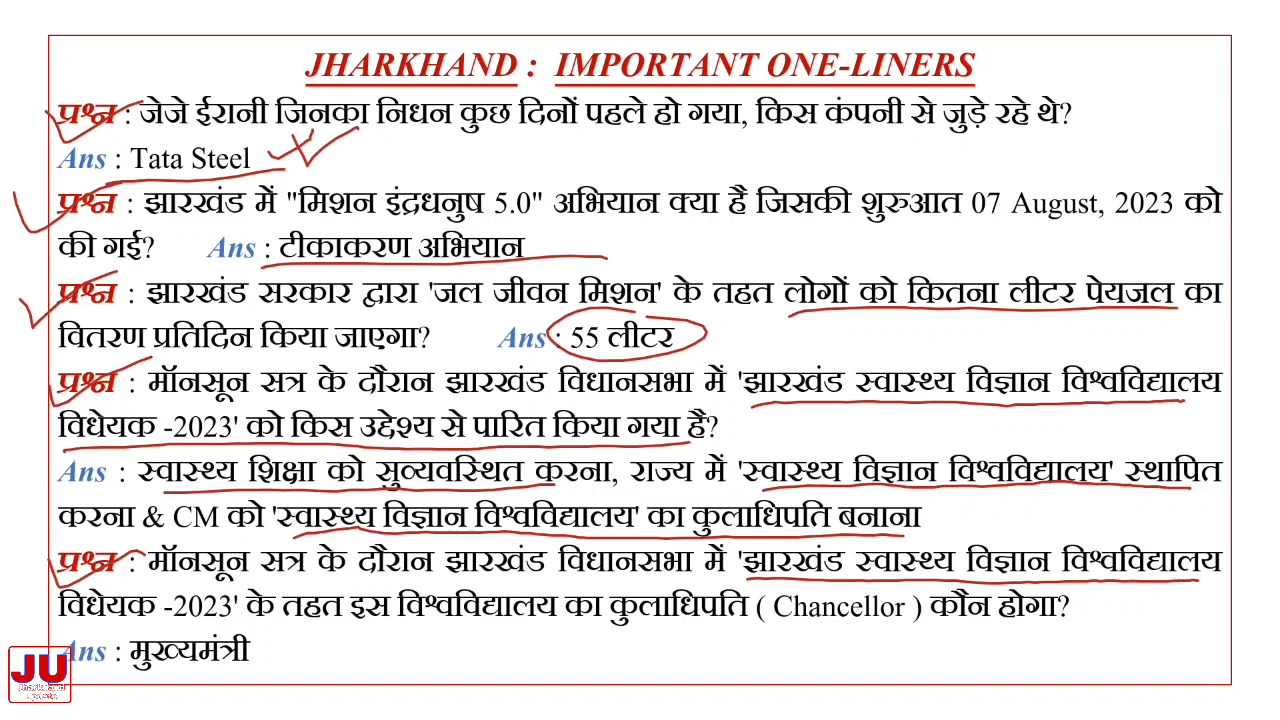 JHARKHAND : IMPORTANT ONE-LINERS
प्रश्न : जेजे ईरानी जिनका निधन कुछ दिनों पहले हो गया, किस कंपनी से जुड़े रहे थे?
Ans : Tata Steel
प्रश्न : झारखंड में "मिशन इंद्रधनुष 5.0" अभियान क्या है जिसकी शुरुआत 07 August, 2023 को
की गई? Ans : टीकाकरण अभियान
प्रश्न : झारखंड सरकार द्वारा 'जल जीवन मिशन' के तहत लोगों को कितना लीटर पेयजल का
वितरण प्रतिदिन किया जाएगा? Ans : 55 लीटर
प्रश्न : मॉनसून सत्र के दौरान झारखंड विधानसभा में 'झारखंड स्वास्थ्य विज्ञान विश्वविद्यालय
विधेयक -2023' को किस उद्देश्य से पारित किया गया है?
Ans : स्वास्थ्य शिक्षा को सुव्यवस्थित करना, राज्य में 'स्वास्थ्य विज्ञान विश्वविद्यालय' स्थापित
करना & CM को 'स्वास्थ्य विज्ञान विश्वविद्यालय' का कुलाधिपति बनाना
प्रश्न : मॉनसून सत्र के दौरान झारखंड विधानसभा में 'झारखंड स्वास्थ्य विज्ञान विश्वविद्यालय
विधेयक -2023' के तहत इस विश्वविद्यालय का कुलाधिपति ( Chancellor ) कौन होगा?
Ans : मुख्यमंत्री
JU
Jharkhand